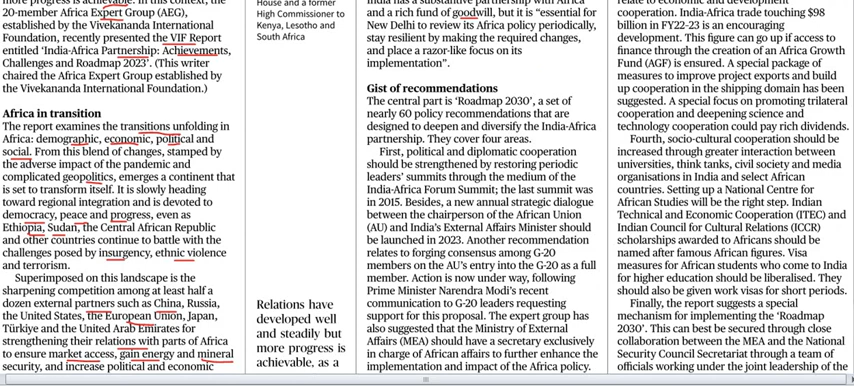 more progress is achievable. In this context, the
20-member Africa Expert Group (AEG),
established by the Vivekananda International
Foundation, recently presented the VIF Report
entitled ‘India-Africa Partnership: Achievements,
Challenges and Roadmap 2023’. (This writer
chaired the Africa Expert Group established by
the Vivekananda International Foundation.)
Africa in transition
The report examines the transitions unfolding in
Africa: demographic, economic, political and
social. From this blend of changes, stamped by
the adverse impact of the pandemic and
complicated geopolitics, emerges a continent that
is set to transform itself. It is slowly heading
toward regional integration and is devoted to
democracy, peace and progress, even as
Ethiopia, Sudan, the Central African Republic
and other countries continue to battle with the
challenges posed by insurgency, ethnic violence
and terrorism.
Superimposed on this landscape is the
sharpening competition among at least half a
dozen external partners such as China, Russia,
the United States, the European Union, Japan,
Türkiye and the United Arab Emirates for
strengthening their relations with parts of Africa
to ensure market access, gain energy and mineral
security, and increase political and economic
House and a former
High Commissioner to
Kenya, Lesotho and
South Africa
Relations have
developed well
and steadily but
more progress is
achievable, as a
India has a substantive partnership with Africa
and a rich fund of goodwill, but it is “essential for
New Delhi to review its Africa policy periodically,
stay resilient by making the required changes,
and place a razor-like focus on its
implementation”.
Gist of recommendations
The central part is ‘Roadmap 2030’, a set of
nearly 60 policy recommendations that are
designed to deepen and diversify the India-Africa
partnership. They cover four areas.
First, political and diplomatic cooperation
should be strengthened by restoring periodic
leaders’ summits through the medium of the
India-Africa Forum Summit; the last summit was
in 2015. Besides, a new annual strategic dialogue
between the chairperson of the African Union
(AU) and India’s External Affairs Minister should
be launched in 2023. Another recommendation
relates to forging consensus among G-20
members on the AU’s entry into the G-20 as a full
member. Action is now under way, following
Prime Minister Narendra Modi’s recent
communication to G-20 leaders requesting
support for this proposal. The expert group has
also suggested that the Ministry of External
Affairs (MEA) should have a secretary exclusively
in charge of African affairs to further enhance the
implementation and impact of the Africa policy.
relate to economic and development
cooperation. India-Africa trade touching $98
billion in FY22-23 is an encouraging
development. This figure can go up if access to
finance through the creation of an Africa Growth
Fund (AGF) is ensured. A special package of
measures to improve project exports and build
up cooperation in the shipping domain has been
suggested. A special focus on promoting trilateral
cooperation and deepening science and
technology cooperation could pay rich dividends.
Fourth, socio-cultural cooperation should be
increased through greater interaction between
universities, think tanks, civil society and media
organisations in India and select African
countries. Setting up a National Centre for
African Studies will be the right step. Indian
Technical and Economic Cooperation (ITEC) and
Indian Council for Cultural Relations (ICCR)
scholarships awarded to Africans should be
named after famous African figures. Visa
measures for African students who come to India
for higher education should be liberalised. They
should also be given work visas for short periods.
Finally, the report suggests a special
mechanism for implementing the ‘Roadmap
2030’. This can best be secured through close
collaboration between the MEA and the National
Security Council Secretariat through a team of
officials working under the joint leadership of the